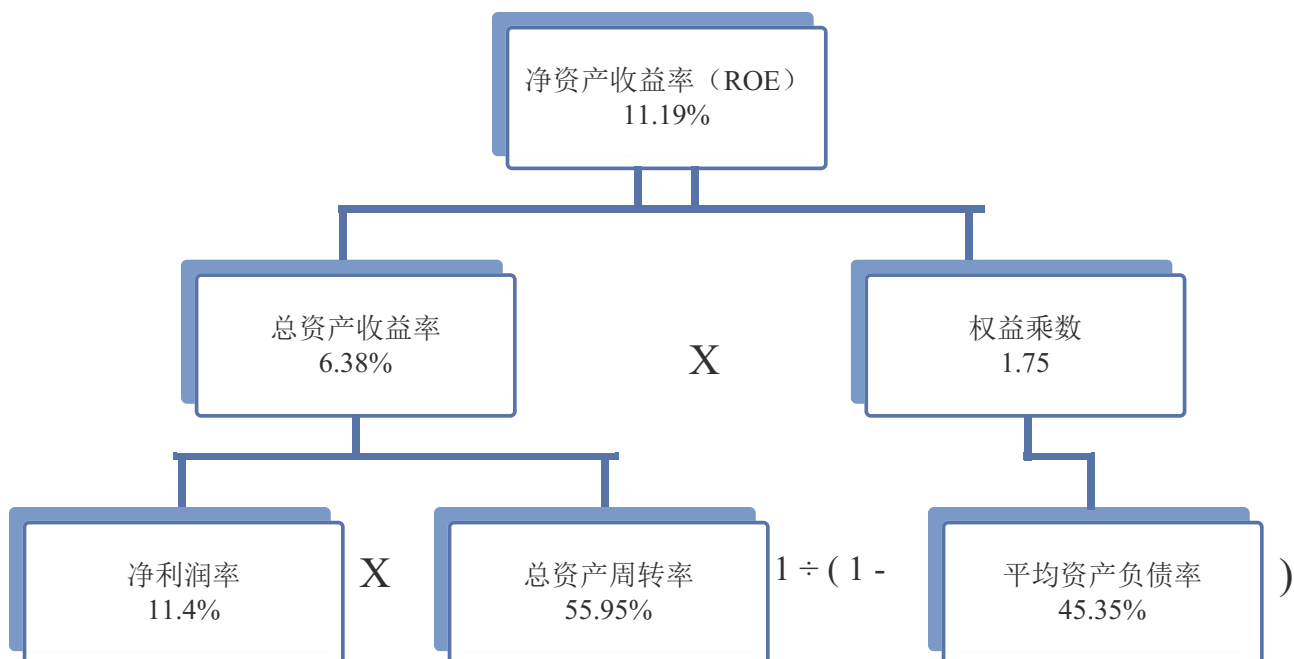 净资产收益率（ROE）
11.19%
总资产收益率
6.38%
X
权益乘数
1.75
净利润率
11.4%
X
总资产周转率
55.95%
1 ÷ ( 1 -
平均资产负债率
45.35%
)